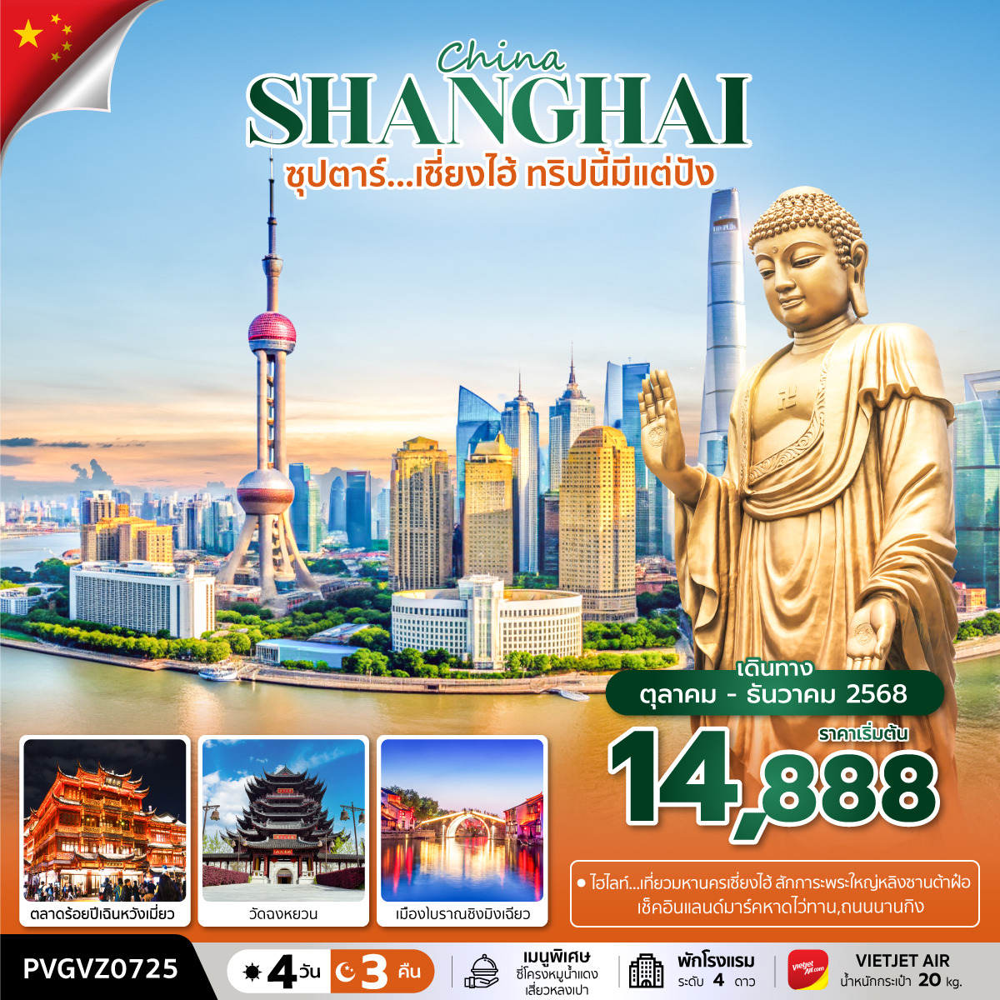 China
SHANGHAI
ซุปตาร์...เซี่ยงไฮ้ ทริปนี้มีแต่ปัง
เดินทาง
ตุลาคม - ธันวาคม 2568
ราคาเริ่มต้น
14,888
ตลาดร้อยปีเฉินหวังเมี่ยว
วัดฉงหยวน
เมืองโบราณชิงมิงเฉียว
• ไฮไลท์...เที่ยวมหานครเซี่ยงไฮ้ สักการะพระใหญ่หลิงซานต้าฝอ
เช็คอินแลนด์มาร์คหาดไว่ทาน,ถนนนานกิง
PVGVZ0725
4 วัน 3 คืน
เมนูพิเศษ
ซี่โครงหมูน้ำแดง
เสี่ยวหลงเปา
พักโรงแรม
ระดับ 4 ดาว
vietjet
Air.com
VIETJET AIR
น้ำหนักกระเป๋า 20 kg.